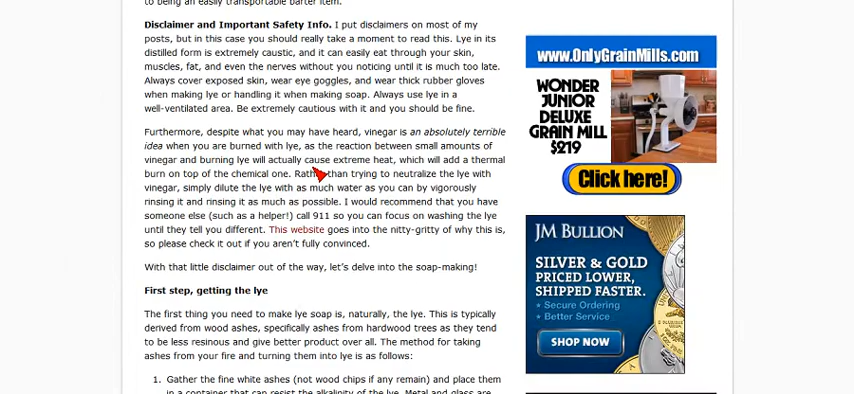 to being an easily transportable barter item.
Disclaimer and Important Safety Info. I put disclaimers on most of my
posts, but in this case you should really take a moment to read this. Lye in its
distilled form is extremely caustic, and it can easily eat through your skin,
muscles, fat, and even the nerves without you noticing until it is much too late.
Always cover exposed skin, wear eye goggles, and wear thick rubber gloves
when making lye or handling it when making soap. Always use lye in a
well-ventilated area. Be extremely cautious with it and you should be fine.
Furthermore, despite what you may have heard, vinegar is an absolutely terrible
idea when you are burned with lye, as the reaction between small amounts of
vinegar and burning lye will actually cause extreme heat, which will add a thermal
burn on top of the chemical one. Rather than trying to neutralize the lye with
vinegar, simply dilute the lye with as much water as you can by vigorously
rinsing it and rinsing it as much as possible. I would recommend that you have
someone else (such as a helper!) call 911 so you can focus on washing the lye
until they tell you different. This website goes into the nitty-gritty of why this is,
so please check it out if you aren't fully convinced.
With that little disclaimer out of the way, let's delve into the soap-making!
First step, getting the lye
The first thing you need to make lye soap is, naturally, the lye. This is typically
derived from wood ashes, specifically ashes from hardwood trees as they tend
to be less resinous and give better product over all. The method for taking
ashes from your fire and turning them into lye is as follows:
1. Gather the fine white ashes (not wood chips if any remain) and place them
in a container that can resist the alkalinity of the lye. Metal and glass are
www.OnlyGrainMills.com
WONDER
JUNIOR
DELUXE
GRAIN MILL
$219
Click here!
JM BULLION
SILVER & GOLD
PRICED LOWER,
SHIPPED FASTER.
★ Secure Ordering
★ Better Service
SHOP NOW